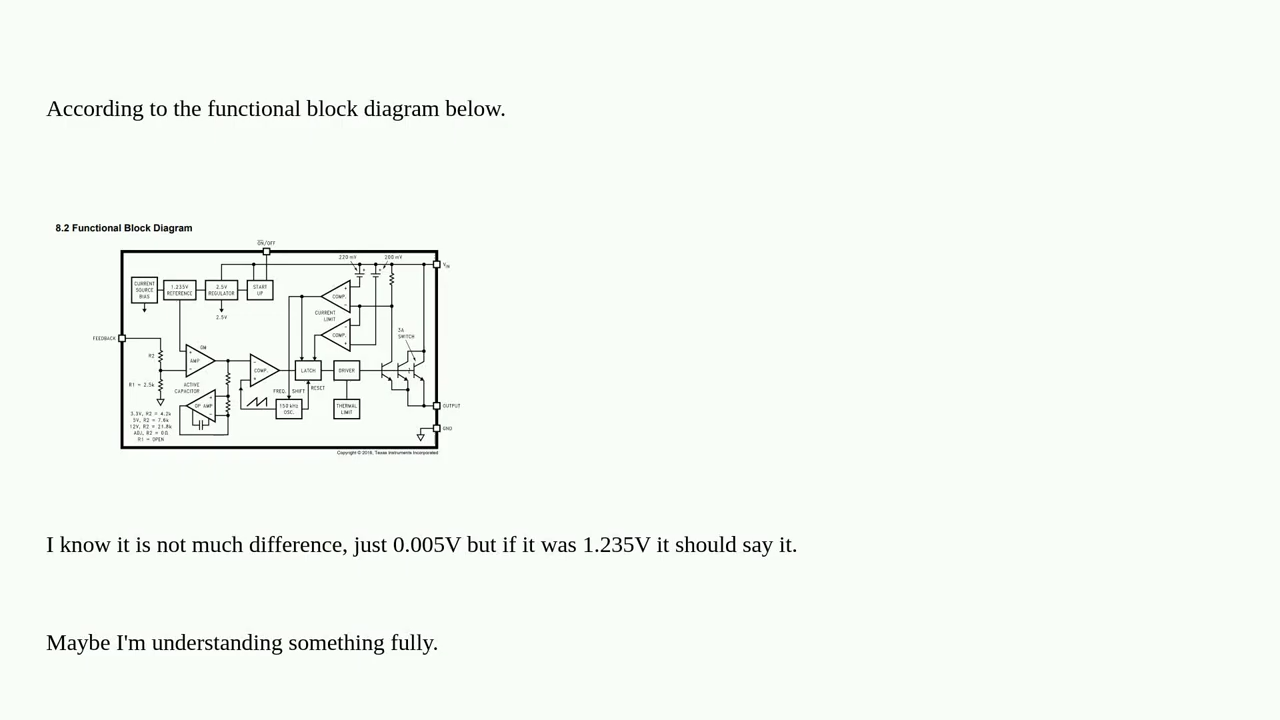 According to the functional block diagram below.
8.2 Functional Block Diagram
ON/OFF
220 mV
200 mV
VIN
CURRENT
SOURCE
BIAS
1.235V
REFERENCE
2.5V
REGULATOR
START
UP
COMP.
2.5V
CURRENT
LIMIT
COMP.
3A
SWITCH
FEEDBACK
R2
GM
AMP
COMP.
LATCH
DRIVER
R1 = 2.5k
ACTIVE
CAPACITOR
FREQ. SHIFT
RESET
OP AMP
150 kHz
OSC.
THERMAL
LIMIT
OUTPUT
3.3V, R2 = 4.2k
5V, R2 = 7.6k
12V, R2 = 21.8k
ADJ, R2 = 0Ω
R1 = OPEN
GND
Copyright © 2016, Texas Instruments Incorporated
I know it is not much difference, just 0.005V but if it was 1.235V it should say it.
Maybe I'm understanding something fully.